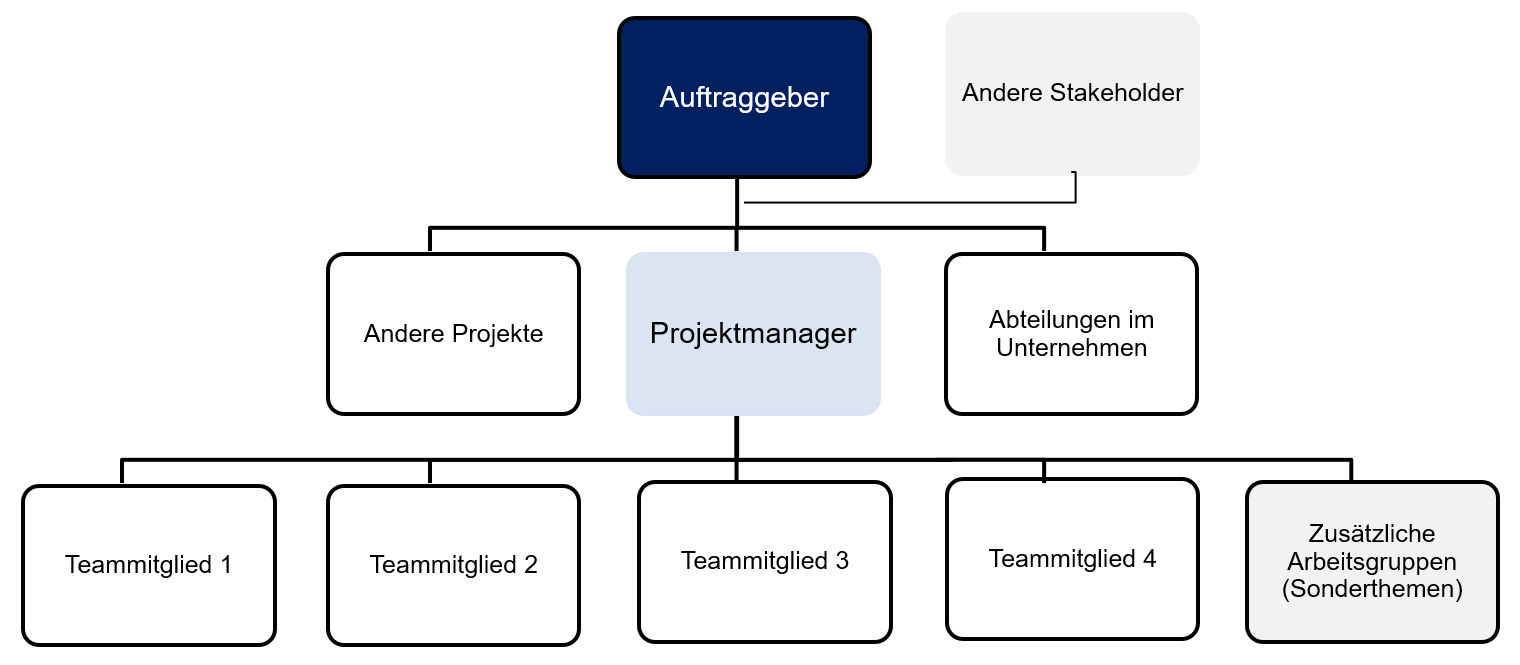 Auftraggeber
Andere Stakeholder
Andere Projekte
Projektmanager
Abteilungen im
Unternehmen
Teammitglied 1
Teammitglied 2
Teammitglied 3
Teammitglied 4
Zusätzliche
Arbeitsgruppen
(Sonderthemen)